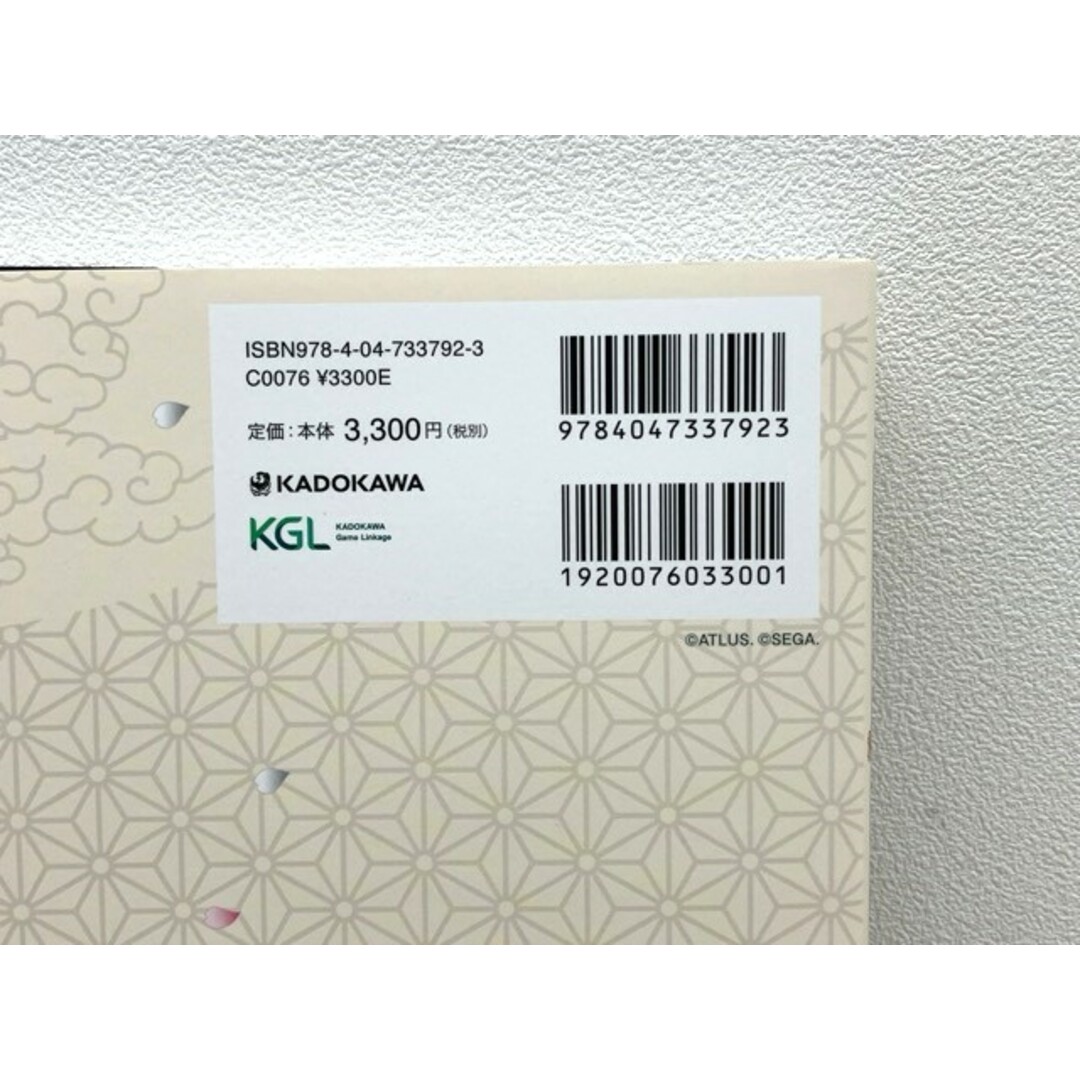 ISBN978-4-04-733792-3
C0076 ¥3300E
定価:本体 3,300円(税別)
KADOKAWA
KGL KADOKAWA
Game Linkage
9784047337923
1920076033001
©ATLUS. ©SEGA.